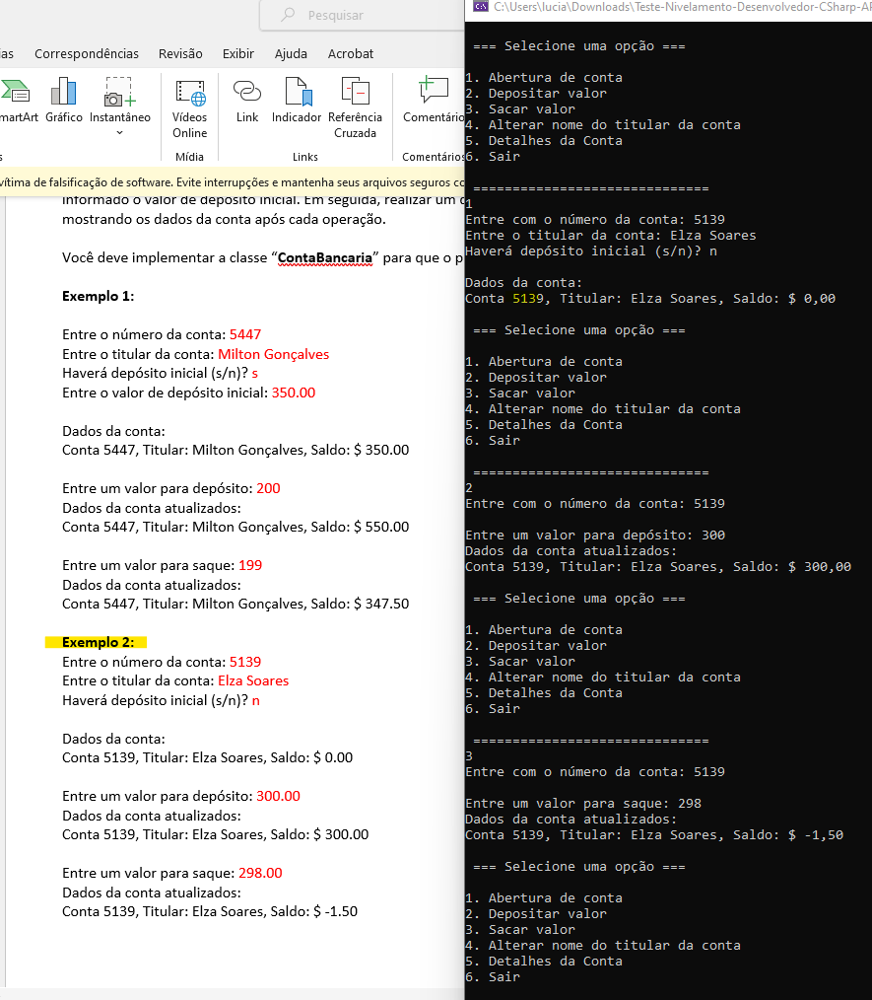 Pesquisar
ias Correspondências Revisão Exibir Ajuda Acrobat
martArt Gráfico Instantâneo Vídeos Online Link Indicador Referência Cruzada Comentário
s Mídia Links Comentários
vítima de falsificação de software. Evite interrupções e mantenha seus arquivos seguros co
informado o valor de depósito inicial. Em seguida, realizar um d
mostrando os dados da conta após cada operação.
Você deve implementar a classe “ContaBancaria” para que o p
Exemplo 1:
Entre o número da conta: 5447
Entre o titular da conta: Milton Gonçalves
Haverá depósito inicial (s/n)? s
Entre o valor de depósito inicial: 350.00
Dados da conta:
Conta 5447, Titular: Milton Gonçalves, Saldo: $ 350.00
Entre um valor para depósito: 200
Dados da conta atualizados:
Conta 5447, Titular: Milton Gonçalves, Saldo: $ 550.00
Entre um valor para saque: 199
Dados da conta atualizados:
Conta 5447, Titular: Milton Gonçalves, Saldo: $ 347.50
Exemplo 2:
Entre o número da conta: 5139
Entre o titular da conta: Elza Soares
Haverá depósito inicial (s/n)? n
Dados da conta:
Conta 5139, Titular: Elza Soares, Saldo: $ 0.00
Entre um valor para depósito: 300.00
Dados da conta atualizados:
Conta 5139, Titular: Elza Soares, Saldo: $ 300.00
Entre um valor para saque: 298.00
Dados da conta atualizados:
Conta 5139, Titular: Elza Soares, Saldo: $ -1.50
C:\Users\lucia\Downloads\Teste-Nivelamento-Desenvolvedor-CSharp-AP
=== Selecione uma opção ===
1. Abertura de conta
2. Depositar valor
3. Sacar valor
4. Alterar nome do titular da conta
5. Detalhes da Conta
6. Sair
==============================
1
Entre com o número da conta: 5139
Entre o titular da conta: Elza Soares
Haverá depósito inicial (s/n)? n
Dados da conta:
Conta 5139, Titular: Elza Soares, Saldo: $ 0,00
=== Selecione uma opção ===
1. Abertura de conta
2. Depositar valor
3. Sacar valor
4. Alterar nome do titular da conta
5. Detalhes da Conta
6. Sair
==============================
2
Entre com o número da conta: 5139
Entre um valor para depósito: 300
Dados da conta atualizados:
Conta 5139, Titular: Elza Soares, Saldo: $ 300,00
=== Selecione uma opção ===
1. Abertura de conta
2. Depositar valor
3. Sacar valor
4. Alterar nome do titular da conta
5. Detalhes da Conta
6. Sair
==============================
3
Entre com o número da conta: 5139
Entre um valor para saque: 298
Dados da conta atualizados:
Conta 5139, Titular: Elza Soares, Saldo: $ -1,50
=== Selecione uma opção ===
1. Abertura de conta
2. Depositar valor
3. Sacar valor
4. Alterar nome do titular da conta
5. Detalhes da Conta
6. Sair